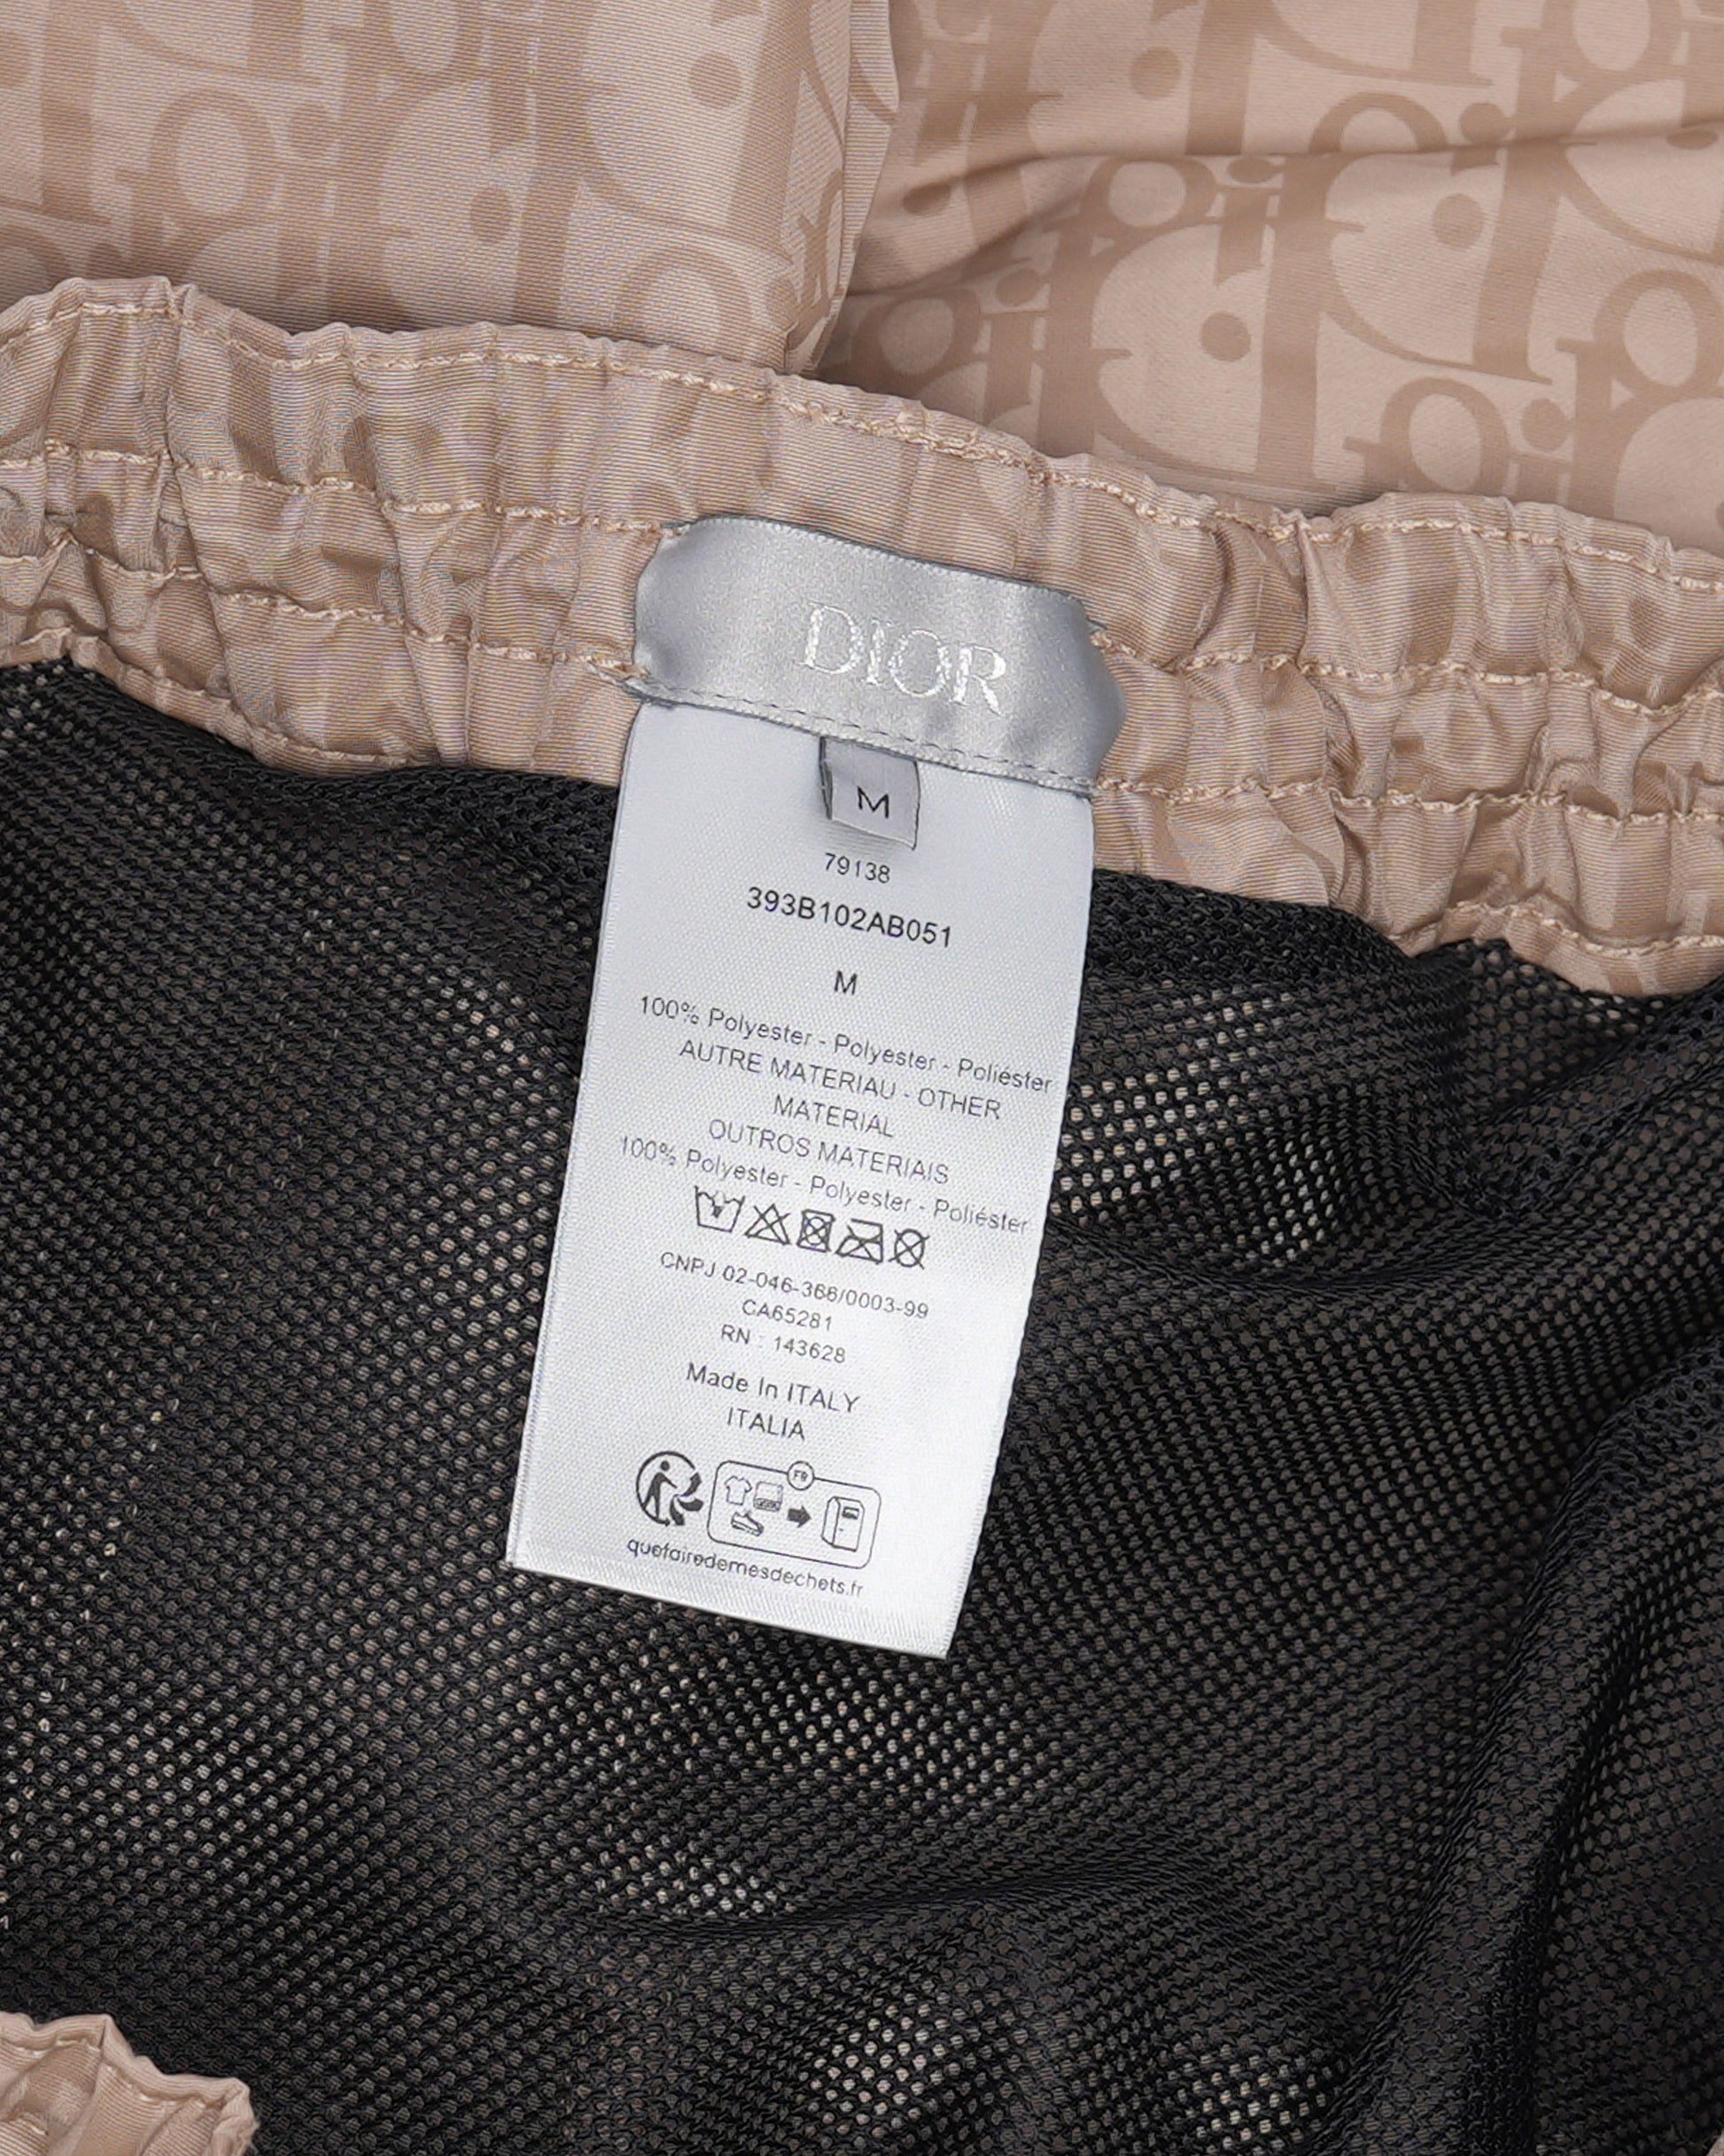 DIOR
M
79138
393B102AB051
M
100% Polyester - Polyester - Poliéster
AUTRE MATERIAU - OTHER
MATERIAL
OUTROS MATERIAIS
100% Polyester - Polyester - Poliéster
CNPJ 02-046-366/0003-99
CA65281
RN : 143628
Made In ITALY
ITALIA
FR
quefairedemesdechets.fr